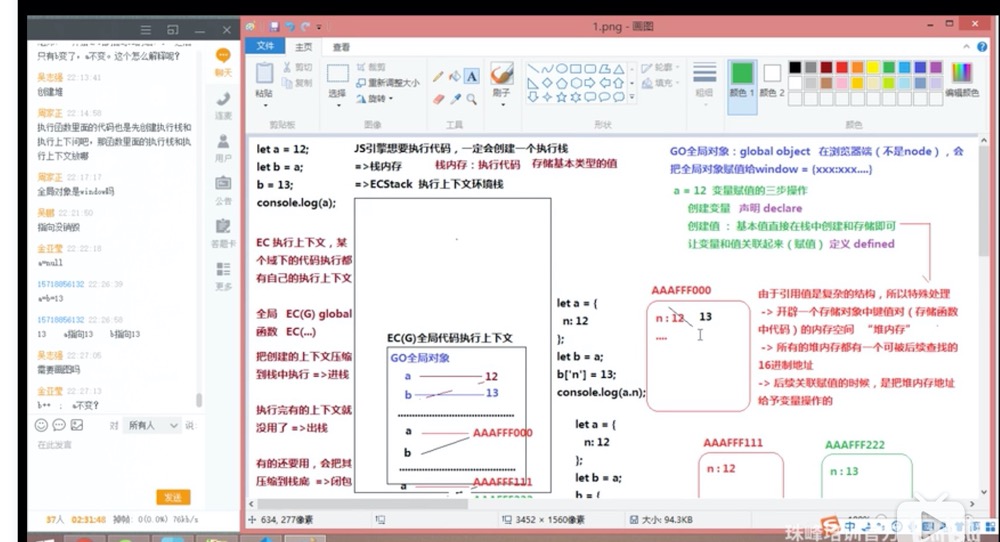 只有b变了，a不变。这个怎么解释呢？
吴志强 22:13:41
创建堆
周家正 22:14:58
执行函数里面的代码也是先创建执行栈和
执行上下问吧，那函数里面的执行栈和执
行上下文放哪
周家正 22:17:17
全局对象是window吗
22:21:50
指向没销毁
金亚莹 22:22:18
a=null
15718856132 22:26:39
a=b=13
15718856132 22:26:58
13 a指向13 b指向13
吴志强 22:27:05
需要画图吗
金亚莹 22:27:13
b++ ； a不变？
对 所有人 说：
在此发言
发送
37人 02:31:48 0(0.0%) 76kb/s
聊天
连麦
用户
公告
答题卡
更多
1.png - 画图
文件 主页 查看
粘贴 剪切 复制
剪贴板
选择 裁剪 重新调整大小 旋转
图像
A
工具
刷子
形状
轮廓 填充
粗细
颜色 1 颜色 2 编辑颜色
颜色
let a = 12;
let b = a;
b = 13;
console.log(a);
JS引擎想要执行代码，一定会创建一个执行栈
=>栈内存 栈内存：执行代码 存储基本类型的值
=>ECStack 执行上下文环境栈
EC 执行上下文，某
个域下的代码执行都
有自己的执行上下文
全局 EC(G) global
函数 EC(...)
把创建的上下文压缩
到栈中执行 =>进栈
执行完有的上下文就
没用了 =>出栈
有的还要用，会把其
压缩到栈底 =>闭包
EC(G)全局代码执行上下文
GO全局对象
a 12
b 13
a AAAFFF000
b
a AAAFFF111
let a = {
n: 12
};
let b = a;
b['n'] = 13;
console.log(a.n);
let a = {
n: 12
};
let b = a;
b = {
GO全局对象：global object 在浏览器端（不是node），会
把全局对象赋值给window = {xxx:xxx....}
a = 12 变量赋值的三步操作
创建变量 声明 declare
创建值 ： 基本值直接在栈中创建和存储即可
让变量和值关联起来（赋值）定义 defined
AAAFFF000
n : 12 13
....
由于引用值是复杂的结构，所以特殊处理
-> 开辟一个存储对象中键值对（存储函数
中代码）的内存空间 “堆内存”
-> 所有的堆内存都有一个可被后续查找的
16进制地址
-> 后续关联赋值的时候，是把堆内存地址
给予变量操作的
AAAFFF111
n : 12
AAAFFF222
n : 13
634, 277像素
3452 × 1560像素
大小: 94.3KB
中
珠峰培训官方